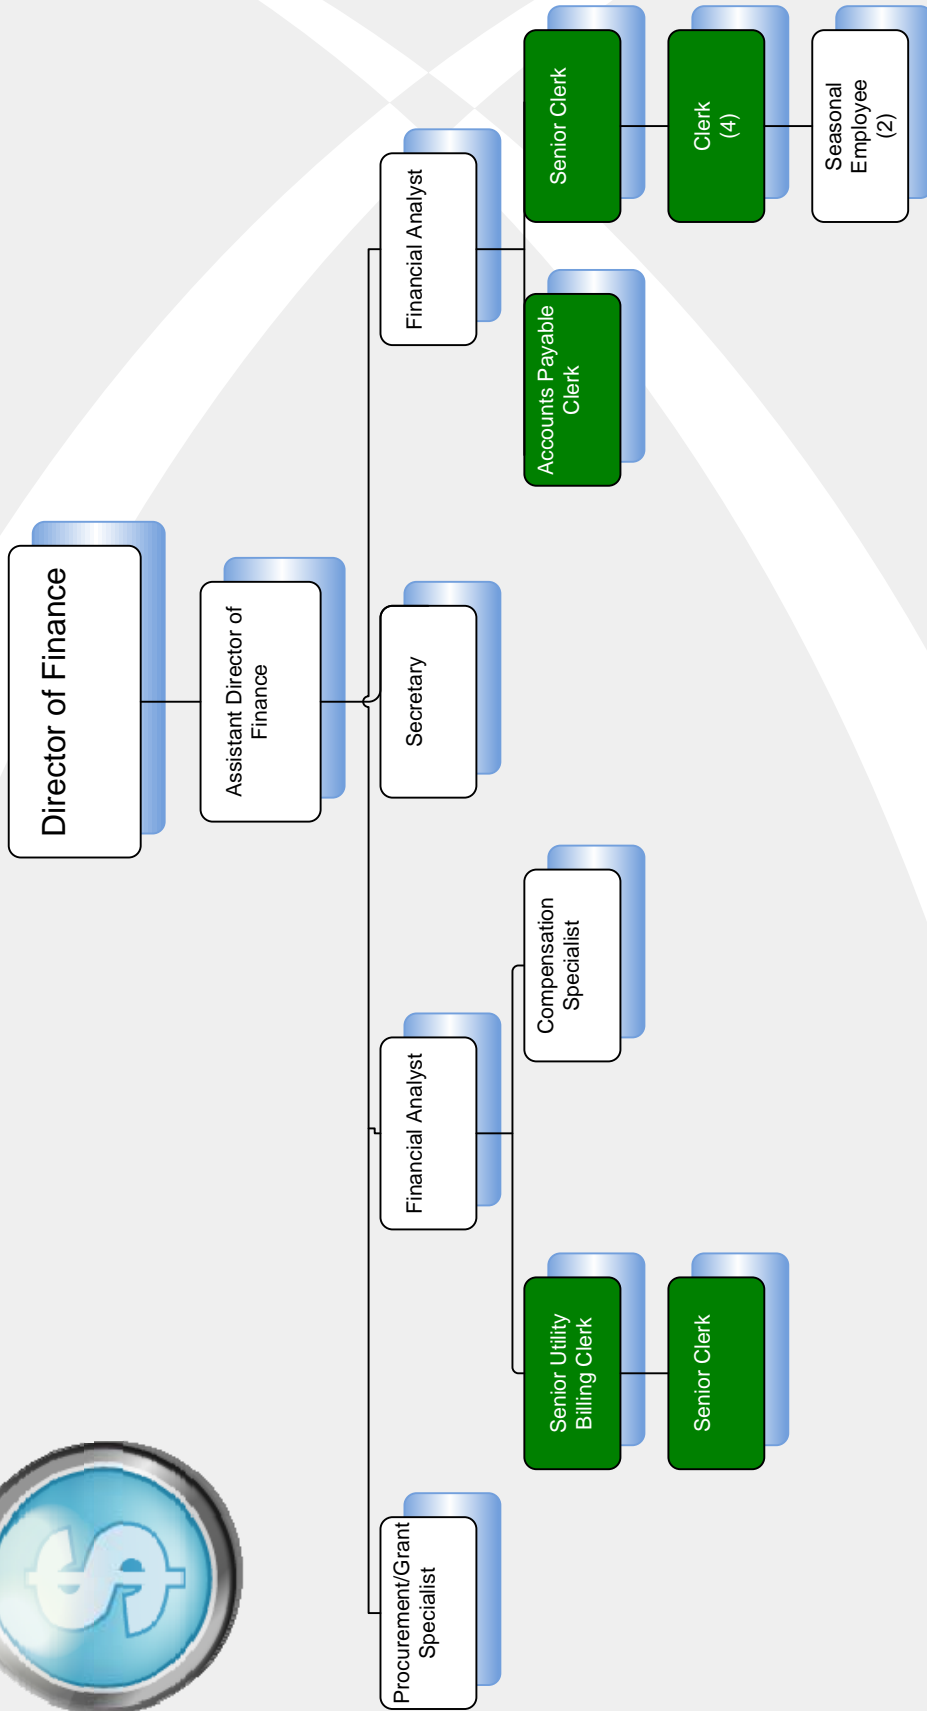 Director of Finance
Assistant Director of
Finance
Procurement/Grant
Specialist
Financial Analyst
Secretary
Financial Analyst
Senior Utility
Billing Clerk
Compensation
Specialist
Accounts Payable
Clerk
Senior Clerk
Senior Clerk
Clerk
(4)
Seasonal
Employee
(2)